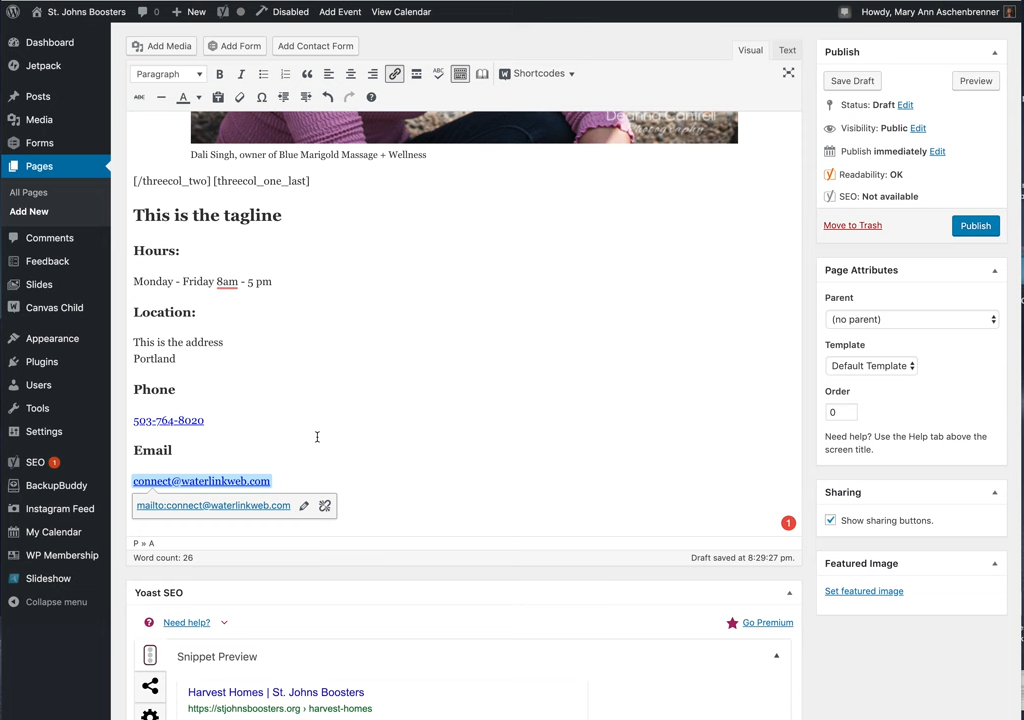 St. Johns Boosters
0
New
Disabled
Add Event
View Calendar
Howdy, Mary Ann Aschenbrenner
Dashboard
Jetpack
Posts
Media
Forms
Pages
All Pages
Add New
Comments
Feedback
Slides
Canvas Child
Appearance
Plugins
Users
Tools
Settings
SEO 1
BackupBuddy
Instagram Feed
My Calendar
WP Membership
Slideshow
Collapse menu
Add Media
Add Form
Add Contact Form
Visual
Text
Paragraph
B
I
ABC
Shortcodes
ABC
A
Deanna Cantrell
Photography
Dali Singh, owner of Blue Marigold Massage + Wellness
[/threecol_two] [threecol_one_last]
This is the tagline
Hours:
Monday - Friday 8am - 5 pm
Location:
This is the address
Portland
Phone
503-764-8020
Email
connect@waterlinkweb.com
mailto:connect@waterlinkweb.com
1
P » A
Word count: 26
Draft saved at 8:29:27 pm.
Yoast SEO
Need help?
Go Premium
Snippet Preview
Harvest Homes | St. Johns Boosters
https://stjohnsboosters.org › harvest-homes
Publish
Save Draft
Preview
Status: Draft Edit
Visibility: Public Edit
Publish immediately Edit
Readability: OK
SEO: Not available
Move to Trash
Publish
Page Attributes
Parent
(no parent)
Template
Default Template
Order
0
Need help? Use the Help tab above the
screen title.
Sharing
Show sharing buttons.
Featured Image
Set featured image